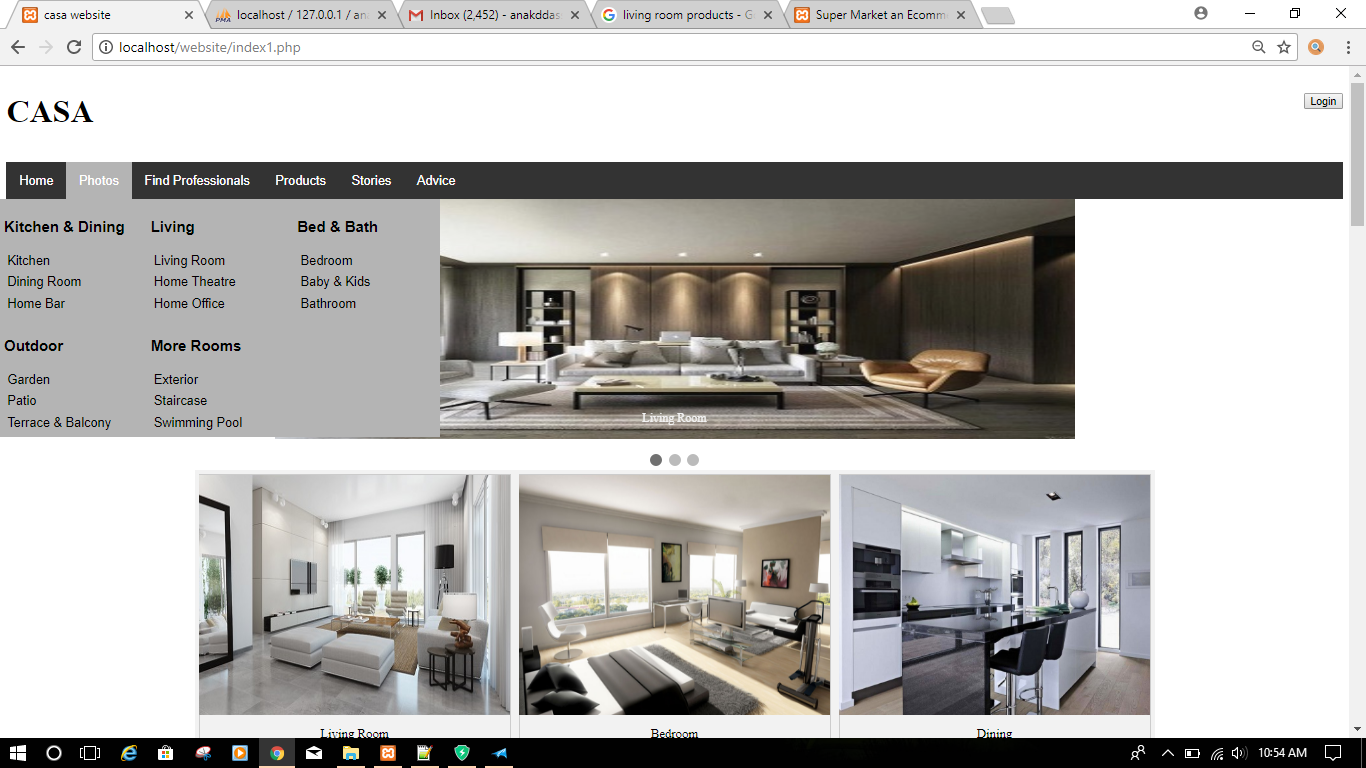 casa website
localhost / 127.0.0.1 / an
Inbox (2,452) - anakddas
living room products - G
Super Market an Ecomm
localhost/website/index1.php
CASA
Login
Home Photos Find Professionals Products Stories Advice
Kitchen & Dining Living Bed & Bath
Kitchen Living Room Bedroom
Dining Room Home Theatre Baby & Kids
Home Bar Home Office Bathroom
Outdoor More Rooms
Garden Exterior
Patio Staircase
Terrace & Balcony Swimming Pool
Living Room
Living Room Bedroom Dining
10:54 AM